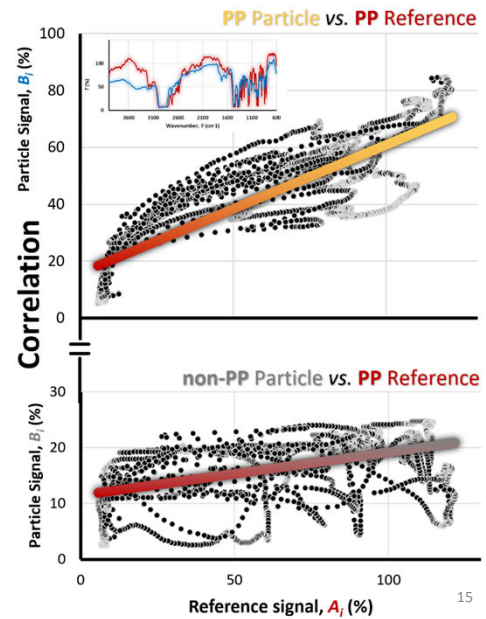 PP Particle vs. PP Reference
Correlation
Particle Signal, Bᵢ (%)
100
80
60
40
20
0
T (%)
3600
3100
2600
2100
1600
1100
600
Wavenumber, ῡ (cm-1)
non-PP Particle vs. PP Reference
Particle Signal, Bᵢ (%)
30
20
10
0
0
50
100
Reference signal, Aᵢ (%)
15